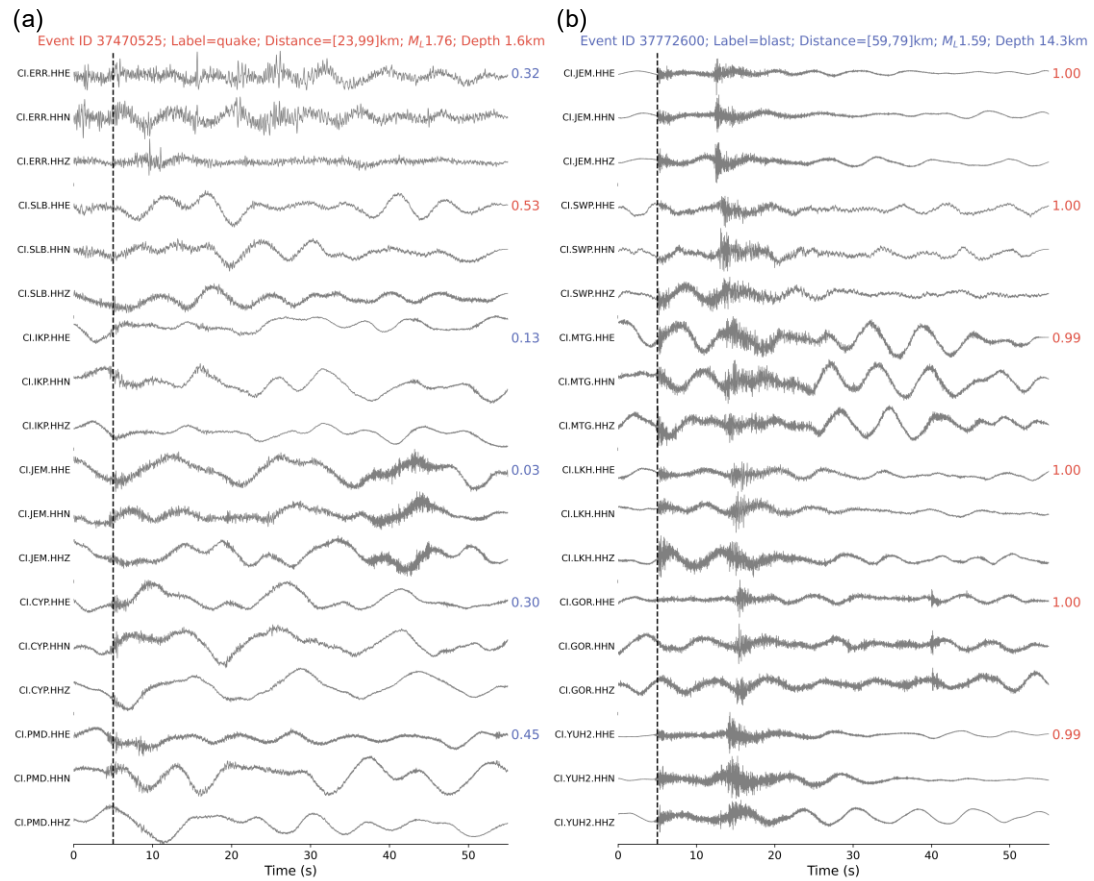 (a)
Event ID 37470525; Label=quake; Distance=[23,99]km; ML1.76; Depth 1.6km
CI.ERR.HHE 0.32
CI.ERR.HHN
CI.ERR.HHZ
CI.SLB.HHE 0.53
CI.SLB.HHN
CI.SLB.HHZ
CI.IKP.HHE 0.13
CI.IKP.HHN
CI.IKP.HHZ
CI.JEM.HHE 0.03
CI.JEM.HHN
CI.JEM.HHZ
CI.CYP.HHE 0.30
CI.CYP.HHN
CI.CYP.HHZ
CI.PMD.HHE 0.45
CI.PMD.HHN
CI.PMD.HHZ
0 10 20 30 40 50
Time (s)
(b)
Event ID 37772600; Label=blast; Distance=[59,79]km; ML1.59; Depth 14.3km
CI.JEM.HHE 1.00
CI.JEM.HHN
CI.JEM.HHZ
CI.SWP.HHE 1.00
CI.SWP.HHN
CI.SWP.HHZ
CI.MTG.HHE 0.99
CI.MTG.HHN
CI.MTG.HHZ
CI.LKH.HHE 1.00
CI.LKH.HHN
CI.LKH.HHZ
CI.GOR.HHE 1.00
CI.GOR.HHN
CI.GOR.HHZ
CI.YUH2.HHE 0.99
CI.YUH2.HHN
CI.YUH2.HHZ
0 10 20 30 40 50
Time (s)